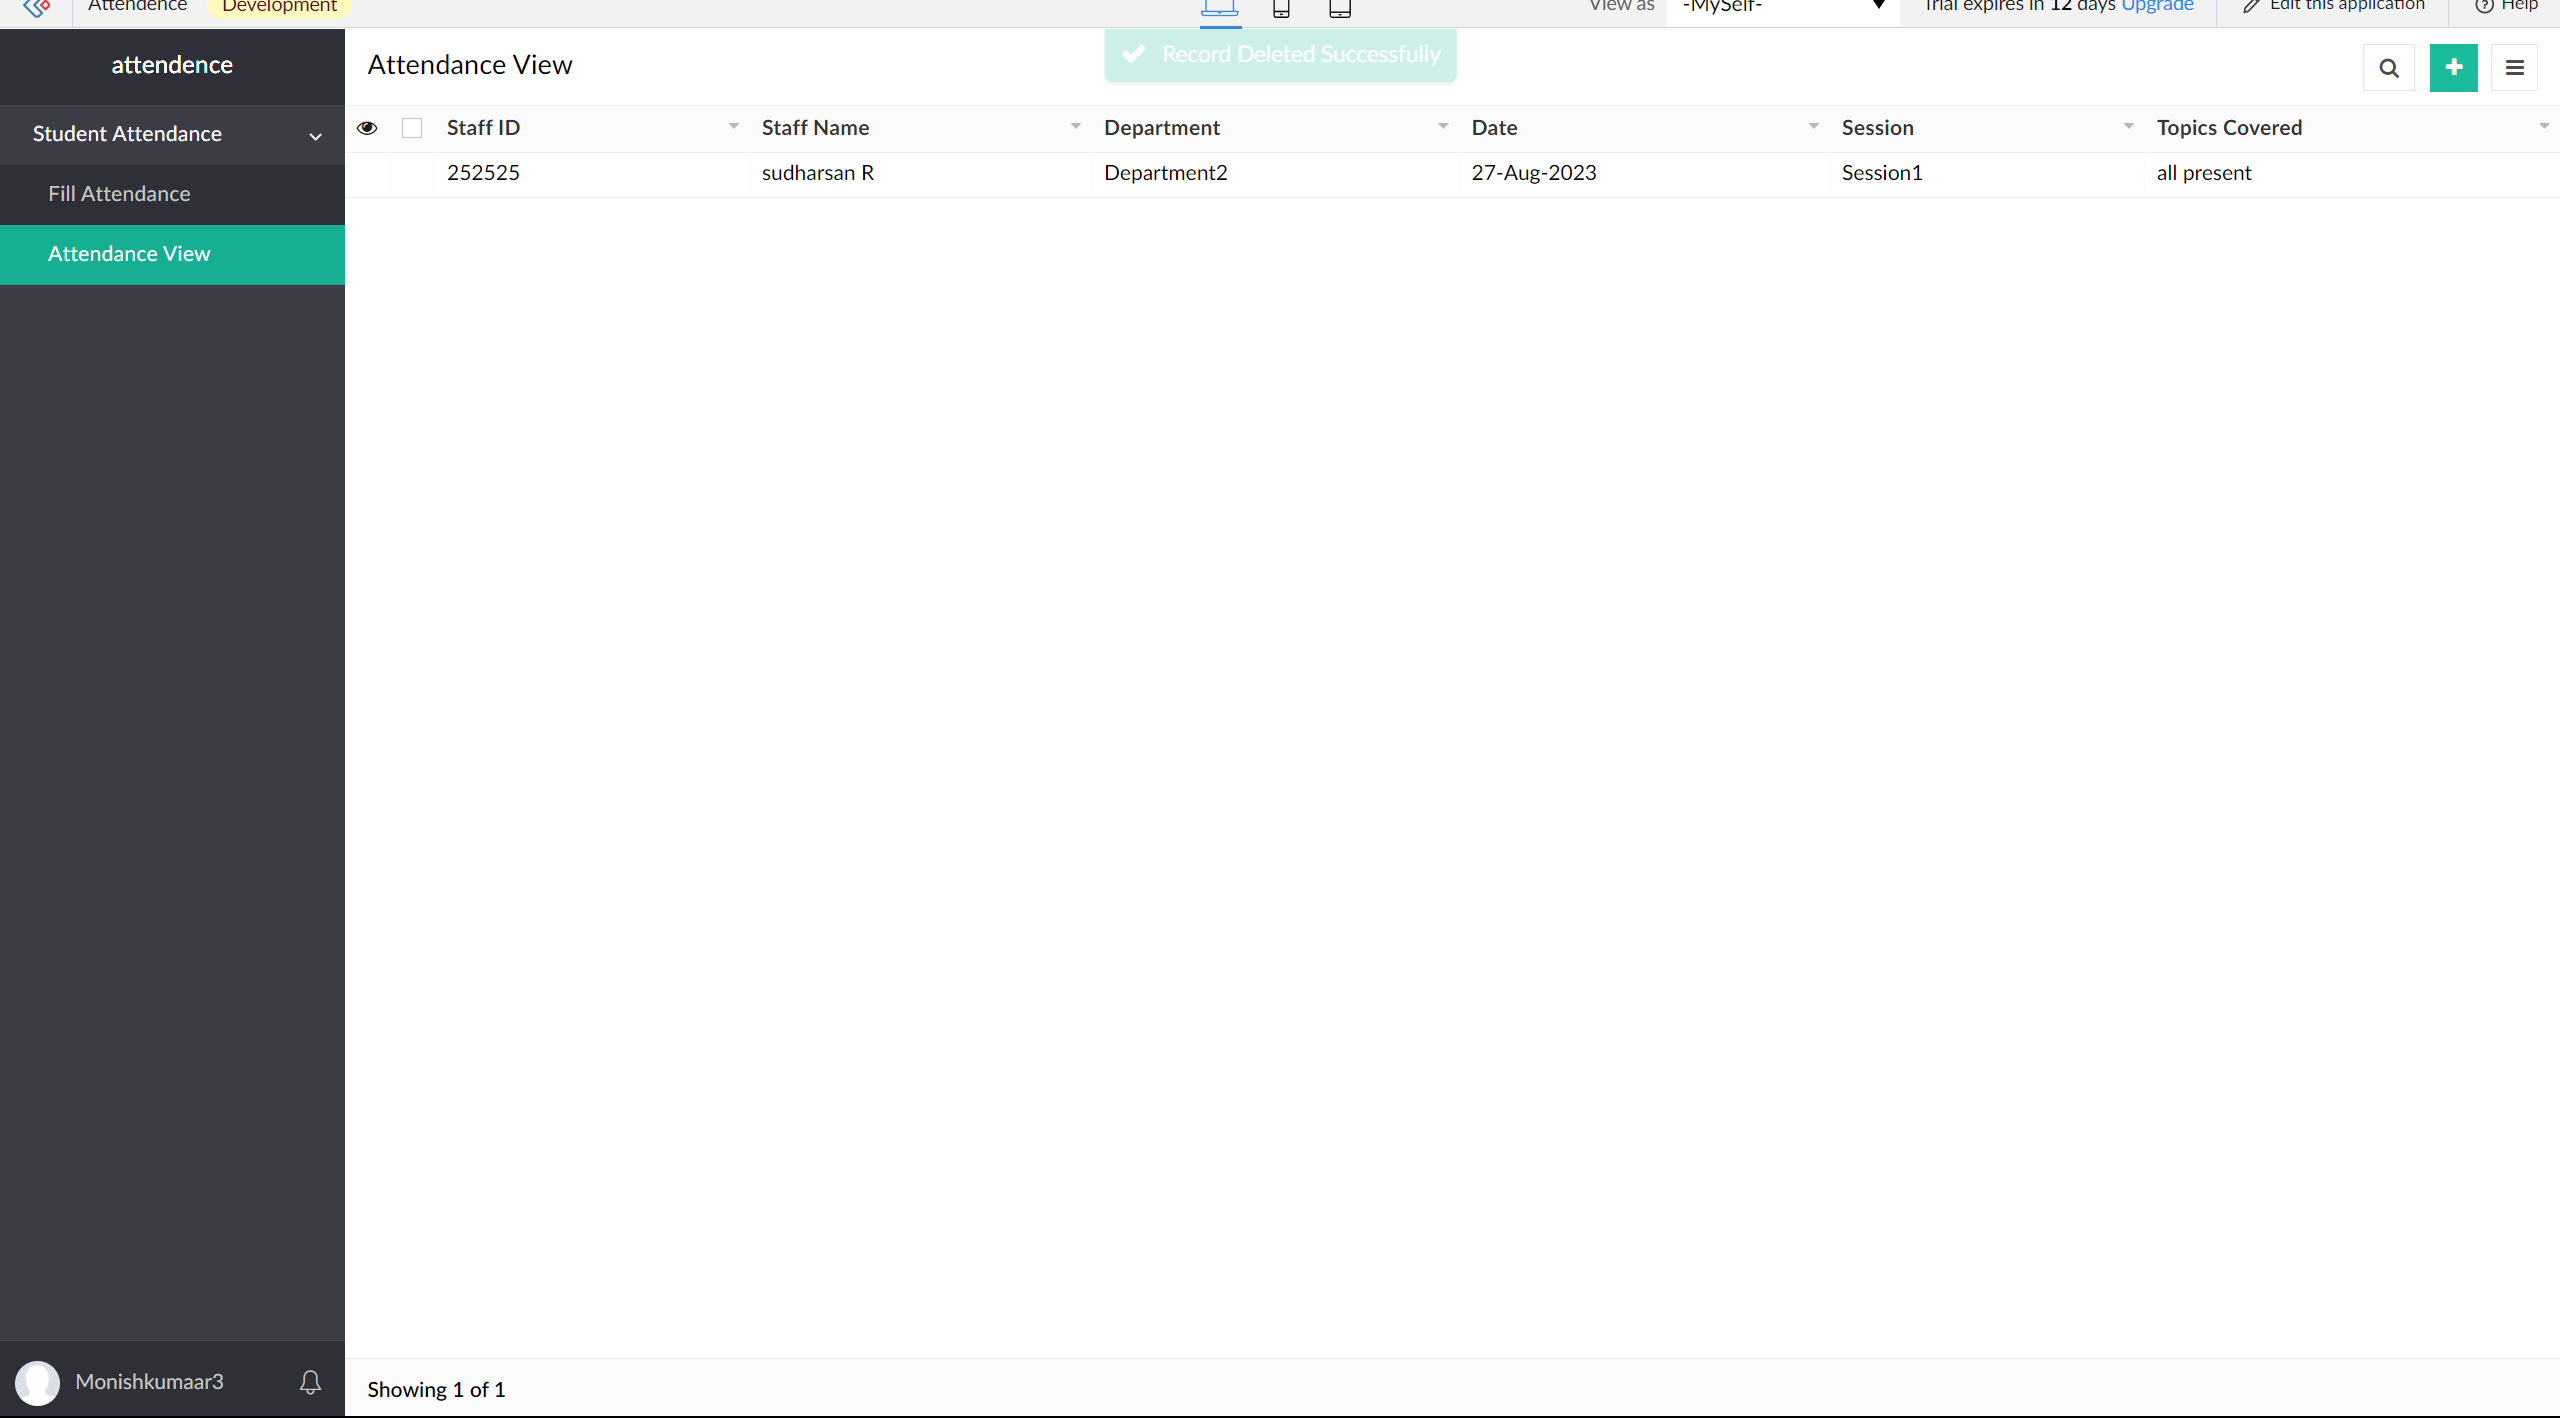 Attendence Development View as -MySelf- Trial expires in 12 days Upgrade Edit this application Help
attendence
Attendance View
Record Deleted Successfully
Student Attendance
Fill Attendance
Attendance View
Staff ID Staff Name Department Date Session Topics Covered
252525 sudharsan R Department2 27-Aug-2023 Session1 all present
Monishkumaar3
Showing 1 of 1